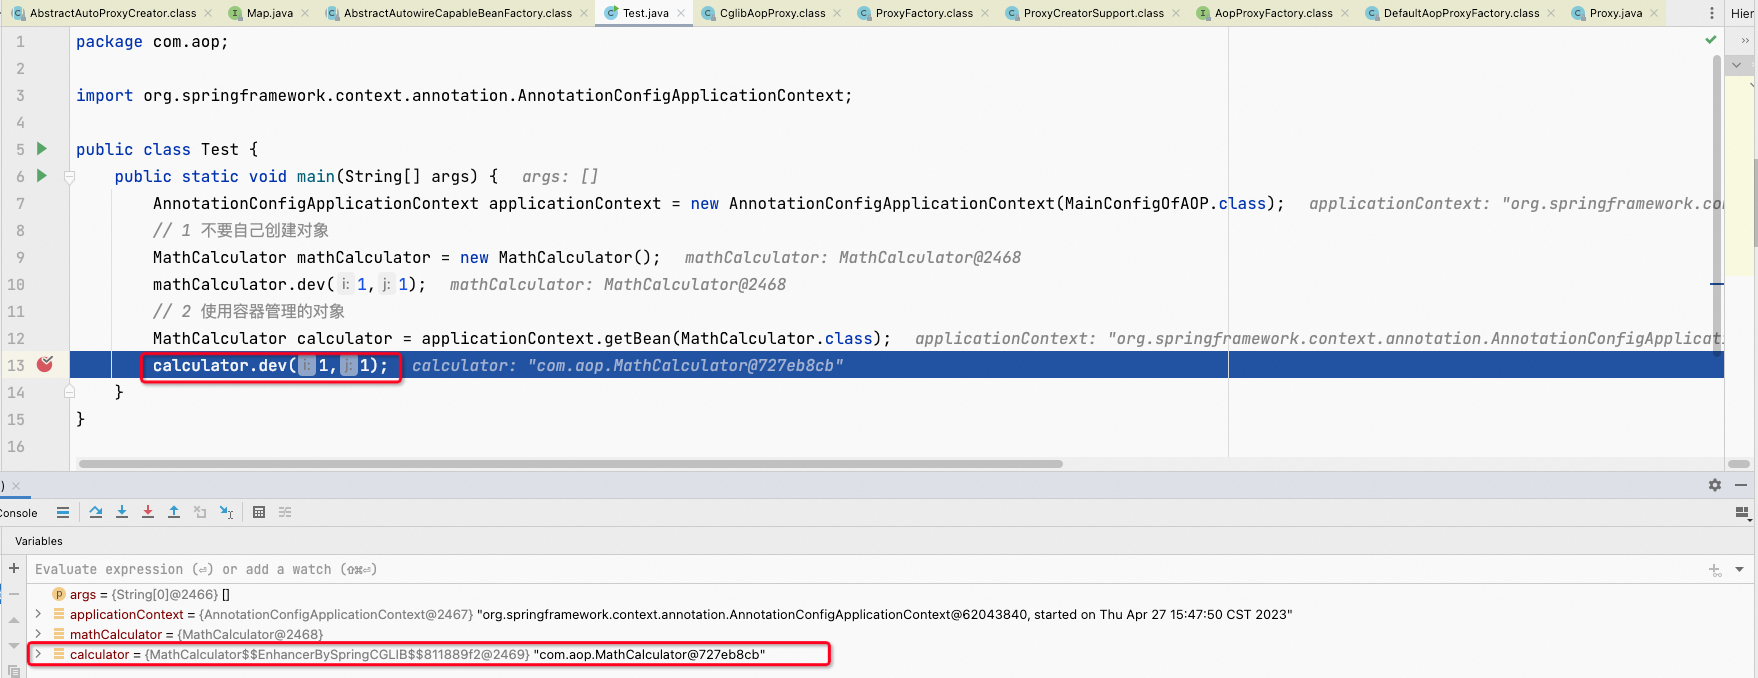 AbstractAutoProxyCreator.class Map.java AbstractAutowireCapableBeanFactory.class Test.java CglibAopProxy.class ProxyFactory.class ProxyCreatorSupport.class AopProxyFactory.class DefaultAopProxyFactory.class Proxy.java Hier
1 package com.aop;
2
3 import org.springframework.context.annotation.AnnotationConfigApplicationContext;
4
5 public class Test {
6 public static void main(String[] args) { args: []
7 AnnotationConfigApplicationContext applicationContext = new AnnotationConfigApplicationContext(MainConfigOfAOP.class); applicationContext: "org.springframework.co
8 // 1 不要自己创建对象
9 MathCalculator mathCalculator = new MathCalculator(); mathCalculator: MathCalculator@2468
10 mathCalculator.dev( i: 1, j: 1); mathCalculator: MathCalculator@2468
11 // 2 使用容器管理的对象
12 MathCalculator calculator = applicationContext.getBean(MathCalculator.class); applicationContext: "org.springframework.context.annotation.AnnotationConfigApplicati
13 calculator.dev( i: 1, j: 1); calculator: "com.aop.MathCalculator@727eb8cb"
14 }
15 }
16
)
Console
Variables
Evaluate expression (⏎) or add a watch (⇧⌘⏎)
p args = {String[0]@2466} []
applicationContext = {AnnotationConfigApplicationContext@2467} "org.springframework.context.annotation.AnnotationConfigApplicationContext@62043840, started on Thu Apr 27 15:47:50 CST 2023"
mathCalculator = {MathCalculator@2468}
calculator = {MathCalculator$$EnhancerBySpringCGLIB$$811889f2@2469} "com.aop.MathCalculator@727eb8cb"